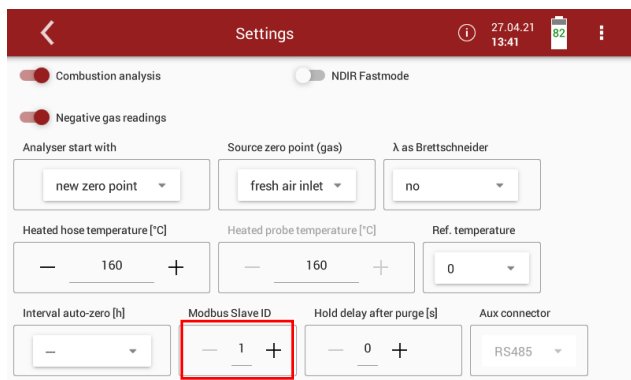 Settings
27.04.21
13:41
82
Combustion analysis
NDIR Fastmode
Negative gas readings
Analyser start with
Source zero point (gas)
λ as Brettschneider
new zero point
fresh air inlet
no
Heated hose temperature [°C]
Heated probe temperature [°C]
Ref. temperature
— 160 +
— 160 +
0
Interval auto-zero [h]
Modbus Slave ID
Hold delay after purge [s]
Aux connector
—
— 1 +
— 0 +
RS485